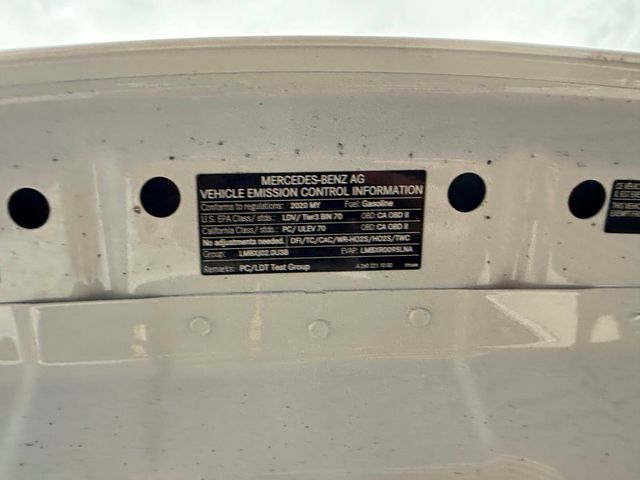 MERCEDES-BENZ AG
VEHICLE EMISSION CONTROL INFORMATION
Conforms to regulations: 2020 MY Fuel: Gasoline
U.S. EPA Class/ stds.: LDV/ Tier3 BIN 70 OBD: CA OBD II
California Class/ stds.: PC/ ULEV 70 OBD: CA OBD II
No adjustments needed. DFI/TC/CAC/WR-HO2S/HO2S/TWC
Group: LMBXJ02.0U3B EVAP: LMBXR0095LNA
Remarks: PC/LDT Test Group